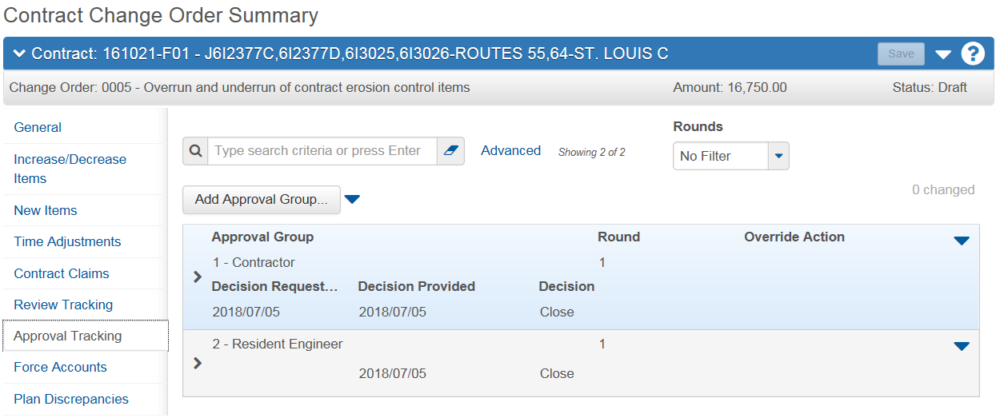 Contract Change Order Summary
Contract: 161021-F01 - J6I2377C,6I2377D,6I3025,6I3026-ROUTES 55,64-ST. LOUIS C Save ?
Change Order: 0005 - Overrun and underrun of contract erosion control items Amount: 16,750.00 Status: Draft
General
Increase/Decrease
Items
New Items
Time Adjustments
Contract Claims
Review Tracking
Approval Tracking
Force Accounts
Plan Discrepancies
Rounds
Type search criteria or press Enter Advanced Showing 2 of 2 No Filter
0 changed
Add Approval Group...
Approval Group Round Override Action
1 - Contractor 1
Decision Request... Decision Provided Decision
2018/07/05 2018/07/05 Close
2 - Resident Engineer 1
2018/07/05 Close